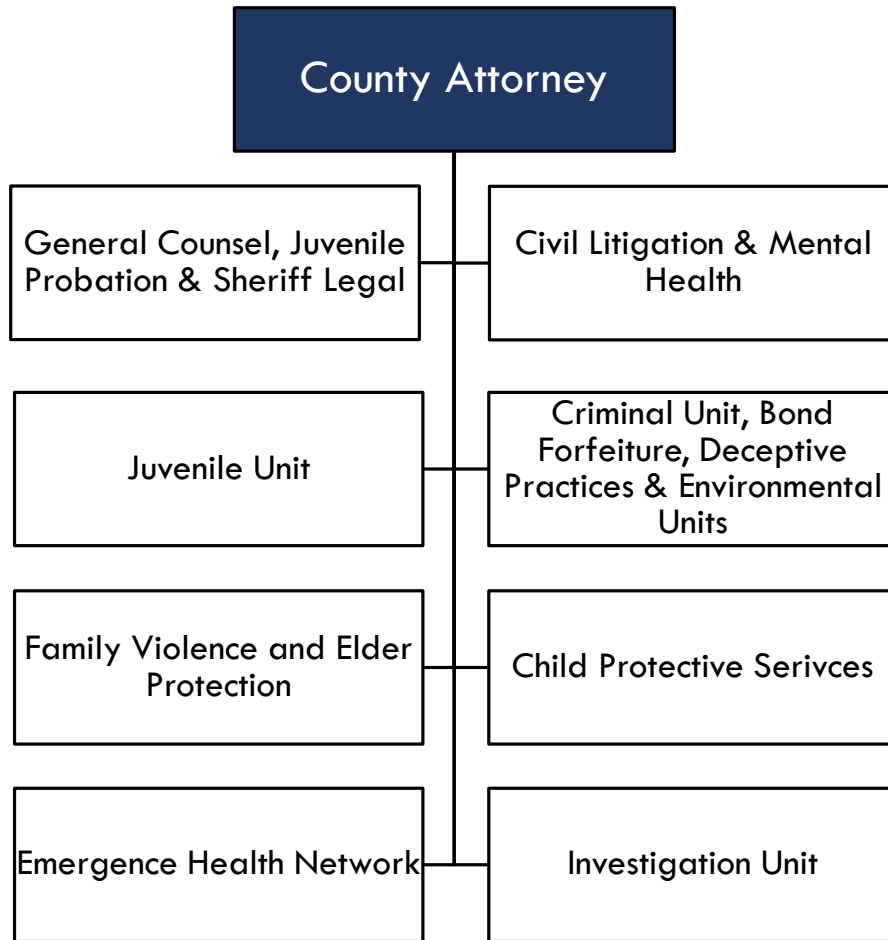 County Attorney
General Counsel, Juvenile
Probation & Sheriff Legal
Civil Litigation & Mental
Health
Juvenile Unit
Criminal Unit, Bond
Forfeiture, Deceptive
Practices & Environmental
Units
Family Violence and Elder
Protection
Child Protective Serivces
Emergence Health Network
Investigation Unit